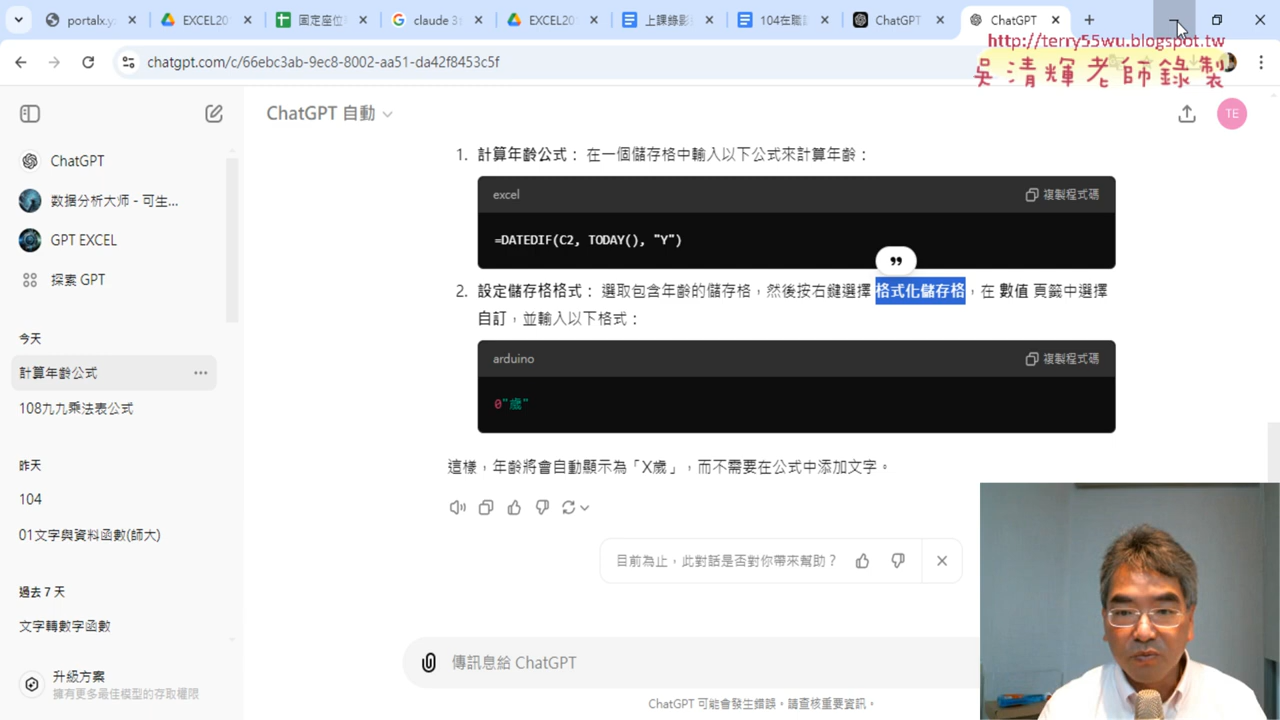 portalx.yz
EXCEL20
固定座位
claude 3
EXCEL20
上課錄影
104在職
ChatGPT
ChatGPT
http://terry55wu.blogspot.tw
chatgpt.com/c/66ebc3ab-9ec8-8002-aa51-da42f8453c5f
吳清輝老師錄製
ChatGPT 自動
TE
ChatGPT
数据分析大师 - 可生...
GPT EXCEL
探索 GPT
今天
計算年齡公式
108九九乘法表公式
昨天
104
01文字與資料函數(師大)
過去 7 天
文字轉數字函數
升級方案
擁有更多最佳模型的存取權限
1. 計算年齡公式： 在一個儲存格中輸入以下公式來計算年齡：
excel
複製程式碼
=DATEDIF(C2, TODAY(), "Y")
2. 設定儲存格格式： 選取包含年齡的儲存格，然後按右鍵選擇 格式化儲存格，在 數值 頁籤中選擇
自訂，並輸入以下格式：
arduino
複製程式碼
0"歲"
這樣，年齡將會自動顯示為「X歲」，而不需要在公式中添加文字。
目前為止，此對話是否對你帶來幫助？
傳訊息給 ChatGPT
ChatGPT 可能會發生錯誤。請查核重要資訊。